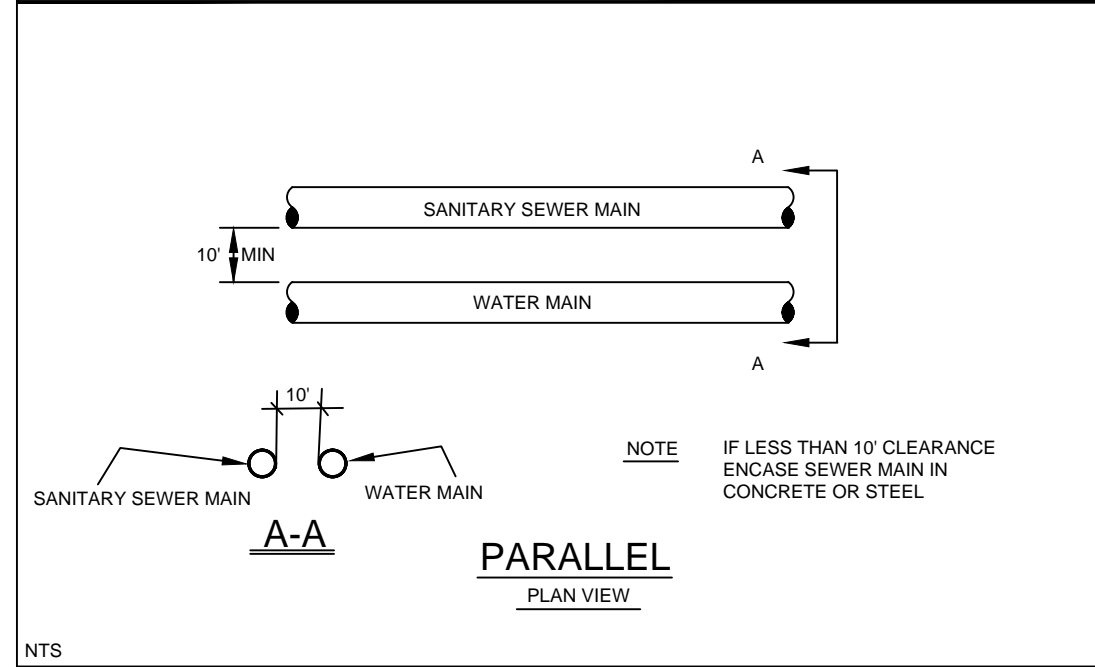 A
SANITARY SEWER MAIN
10' MIN
WATER MAIN
A
10'
SANITARY SEWER MAIN
WATER MAIN
A-A
NOTE IF LESS THAN 10' CLEARANCE
ENCASE SEWER MAIN IN
CONCRETE OR STEEL
PARALLEL
PLAN VIEW
NTS